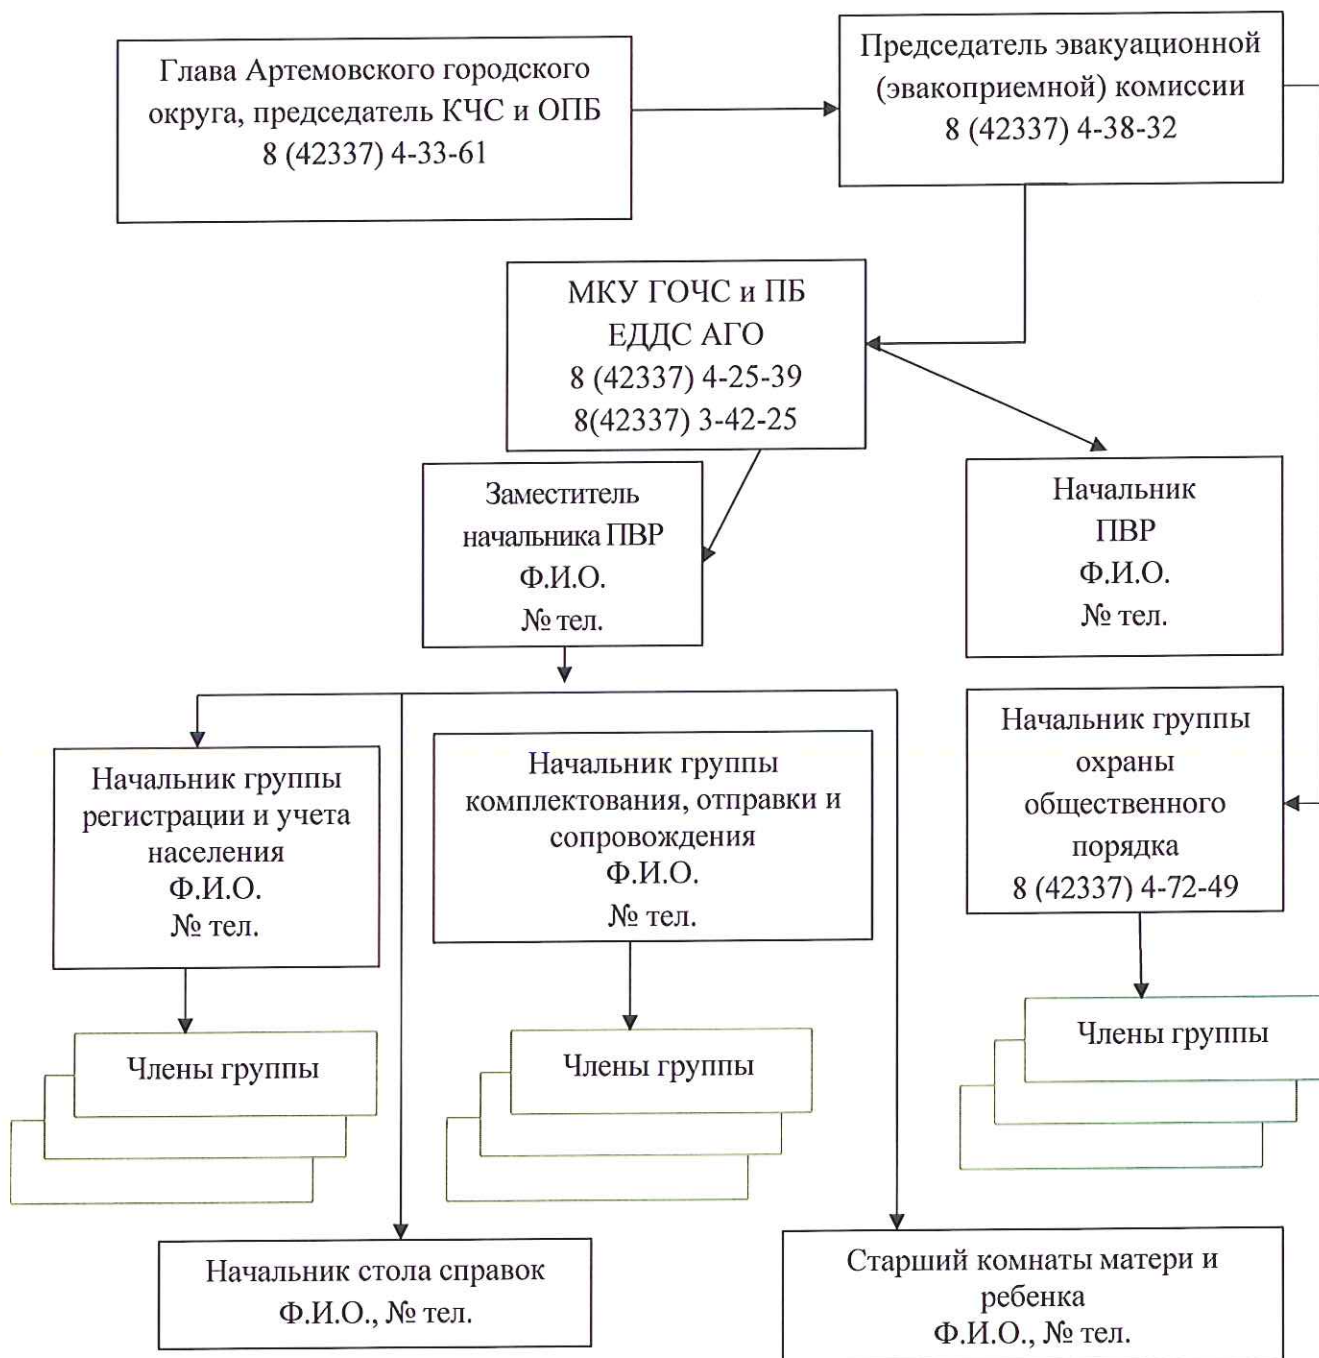 Глава Артемовского городского
округа, председатель КЧС и ОПБ
8 (42337) 4-33-61
Председатель эвакуационной
(эвакоприемной) комиссии
8 (42337) 4-38-32
МКУ ГОЧС и ПБ
ЕДДС АГО
8 (42337) 4-25-39
8(42337) 3-42-25
Заместитель
начальника ПВР
Ф.И.О.
№ тел.
Начальник
ПВР
Ф.И.О.
№ тел.
Начальник группы
регистрации и учета
населения
Ф.И.О.
№ тел.
Начальник группы
комплектования, отправки и
сопровождения
Ф.И.О.
№ тел.
Начальник группы
охраны
общественного
порядка
8 (42337) 4-72-49
Члены группы
Члены группы
Члены группы
Начальник стола справок
Ф.И.О., № тел.
Старший комнаты матери и
ребенка
Ф.И.О., № тел.